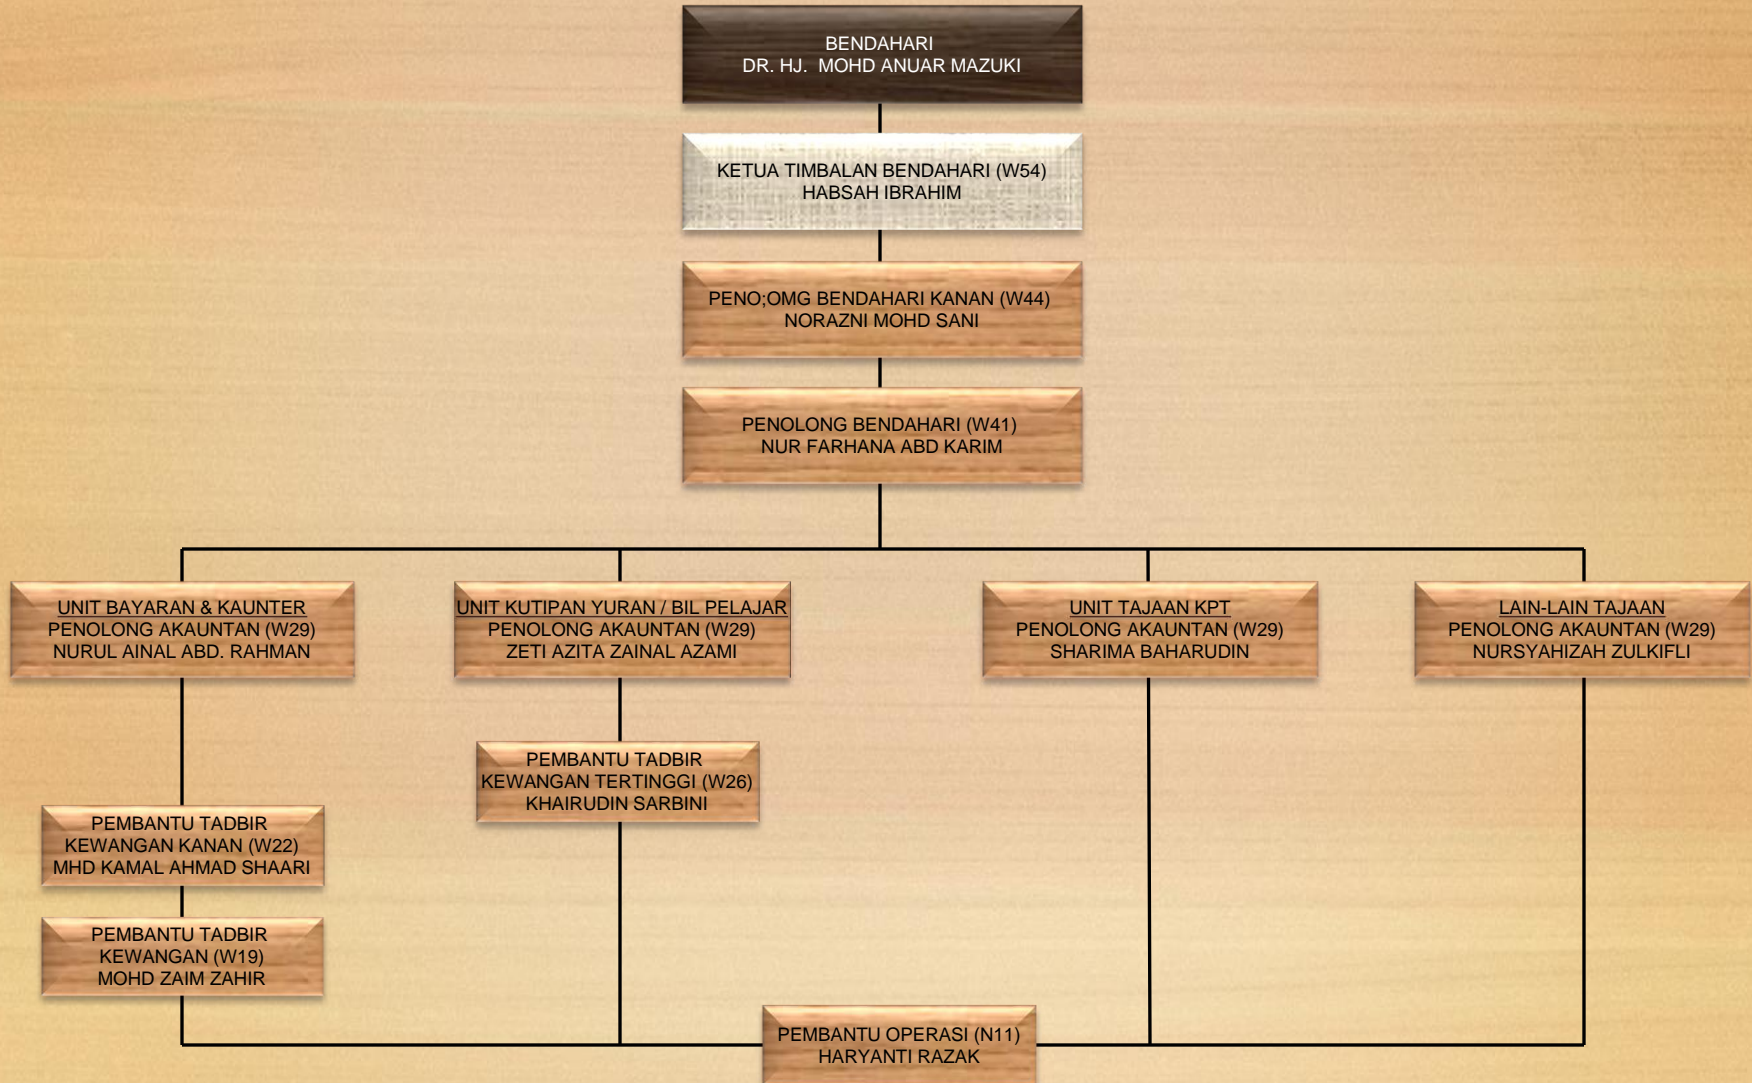 BENDAHARI
DR. HJ. MOHD ANUAR MAZUKI
KETUA TIMBALAN BENDAHARI (W54)
HABSAH IBRAHIM
PENO;OMG BENDAHARI KANAN (W44)
NORAZNI MOHD SANI
PENOLONG BENDAHARI (W41)
NUR FARHANA ABD KARIM
UNIT BAYARAN & KAUNTER
PENOLONG AKAUNTAN (W29)
NURUL AINAL ABD. RAHMAN
UNIT KUTIPAN YURAN / BIL PELAJAR
PENOLONG AKAUNTAN (W29)
ZETI AZITA ZAINAL AZAMI
UNIT TAJAAN KPT
PENOLONG AKAUNTAN (W29)
SHARIMA BAHARUDIN
LAIN-LAIN TAJAAN
PENOLONG AKAUNTAN (W29)
NURSYAHIZAH ZULKIFLI
PEMBANTU TADBIR
KEWANGAN TERTINGGI (W26)
KHAIRUDIN SARBINI
PEMBANTU TADBIR
KEWANGAN KANAN (W22)
MHD KAMAL AHMAD SHAARI
PEMBANTU TADBIR
KEWANGAN (W19)
MOHD ZAIM ZAHIR
PEMBANTU OPERASI (N11)
HARYANTI RAZAK